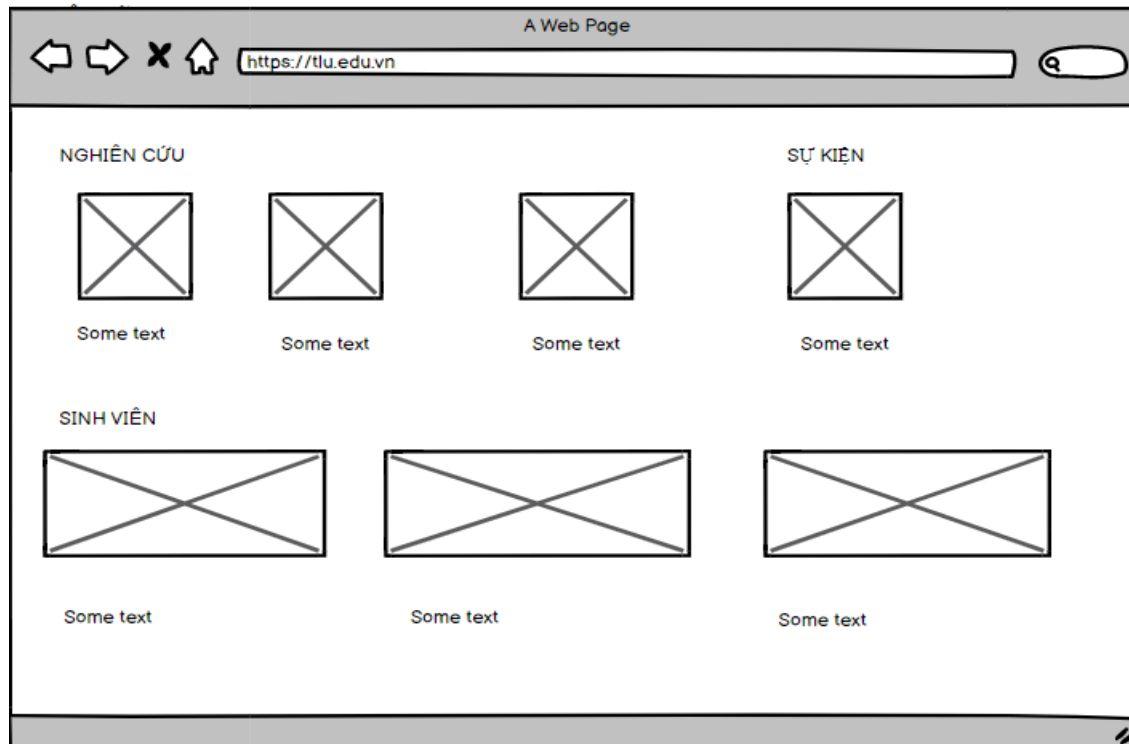 A Web Page
https://tlu.edu.vn
NGHIÊN CỨU
SỰ KIỆN
Some text
Some text
Some text
Some text
SINH VIÊN
Some text
Some text
Some text